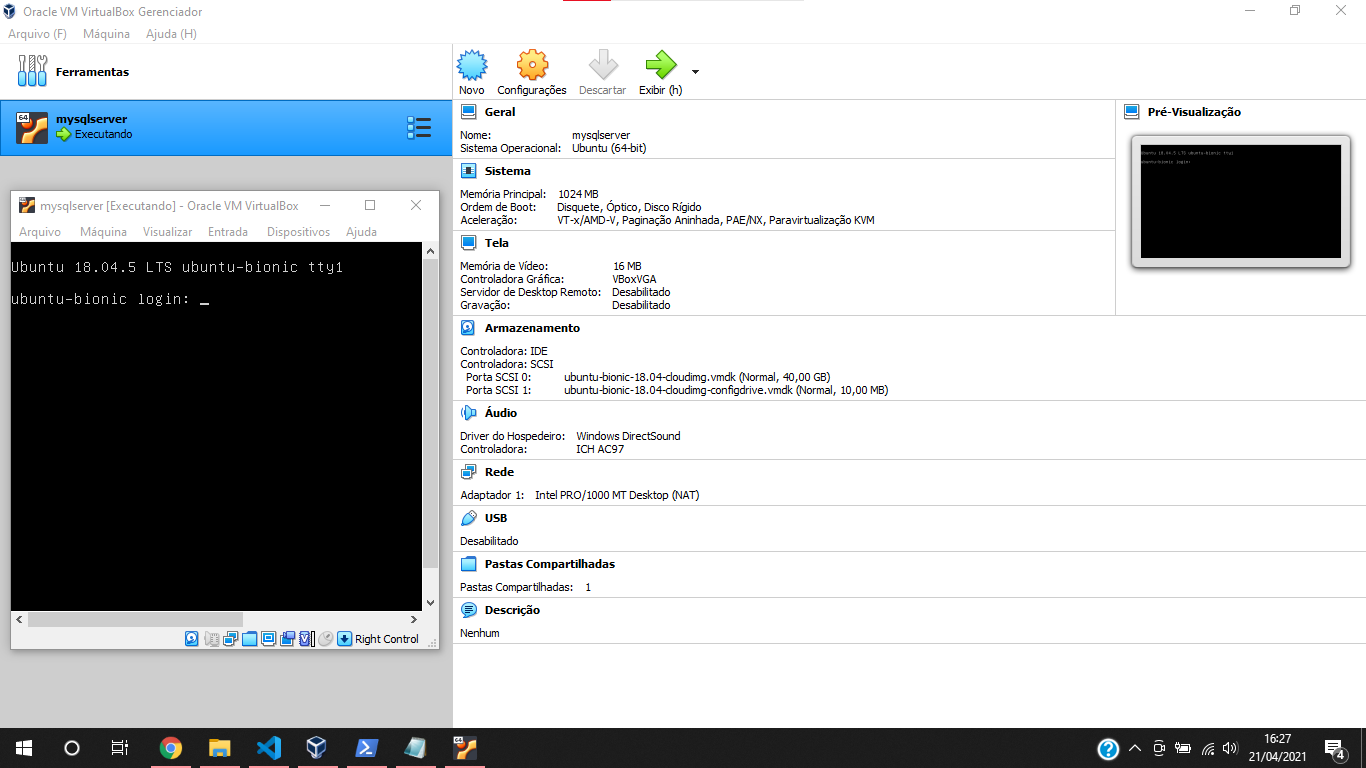 Oracle VM VirtualBox Gerenciador
Arquivo (F) Máquina Ajuda (H)
Ferramentas
64
mysqlserver
Executando
mysqlserver [Executando] - Oracle VM VirtualBox
Arquivo Máquina Visualizar Entrada Dispositivos Ajuda
Ubuntu 18.04.5 LTS ubuntu-bionic tty1
ubuntu-bionic login: _
Right Control
Novo Configurações Descartar Exibir (h)
Geral
Nome: mysqlserver
Sistema Operacional: Ubuntu (64-bit)
Sistema
Memória Principal: 1024 MB
Ordem de Boot: Disquete, Óptico, Disco Rígido
Aceleração: VT-x/AMD-V, Paginação Aninhada, PAE/NX, Paravirtualização KVM
Tela
Memória de Vídeo: 16 MB
Controladora Gráfica: VBoxVGA
Servidor de Desktop Remoto: Desabilitado
Gravação: Desabilitado
Armazenamento
Controladora: IDE
Controladora: SCSI
Porta SCSI 0: ubuntu-bionic-18.04-cloudimg.vmdk (Normal, 40,00 GB)
Porta SCSI 1: ubuntu-bionic-18.04-cloudimg-configdrive.vmdk (Normal, 10,00 MB)
Áudio
Driver do Hospedeiro: Windows DirectSound
Controladora: ICH AC97
Rede
Adaptador 1: Intel PRO/1000 MT Desktop (NAT)
USB
Desabilitado
Pastas Compartilhadas
Pastas Compartilhadas: 1
Descrição
Nenhum
Pré-Visualização
Ubuntu 18.04.5 LTS ubuntu-bionic tty1
ubuntu-bionic login:
16:27
21/04/2021
4